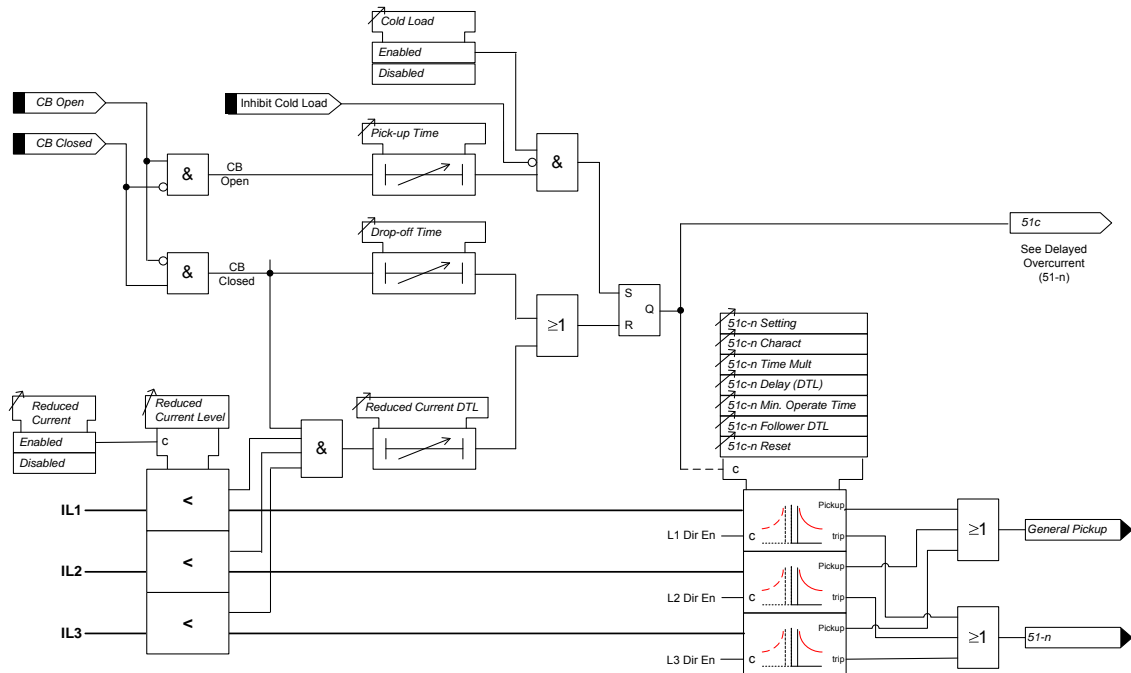 Cold Load
Enabled
Disabled
CB Open
Inhibit Cold Load
CB Closed
Pick-up Time
&
CB
Open
&
Drop-off Time
51c
See Delayed
Overcurrent
(51-n)
&
CB
Closed
S
Q
R
≥1
51c-n Setting
51c-n Charact
51c-n Time Mult
51c-n Delay (DTL)
51c-n Min. Operate Time
51c-n Follower DTL
51c-n Reset
Reduced
Current
Enabled
Disabled
Reduced
Current Level
c
Reduced Current DTL
&
c
<
IL1
Pickup
L1 Dir En
c
trip
≥1
General Pickup
<
IL2
Pickup
L2 Dir En
c
trip
<
IL3
Pickup
L3 Dir En
c
trip
≥1
51-n